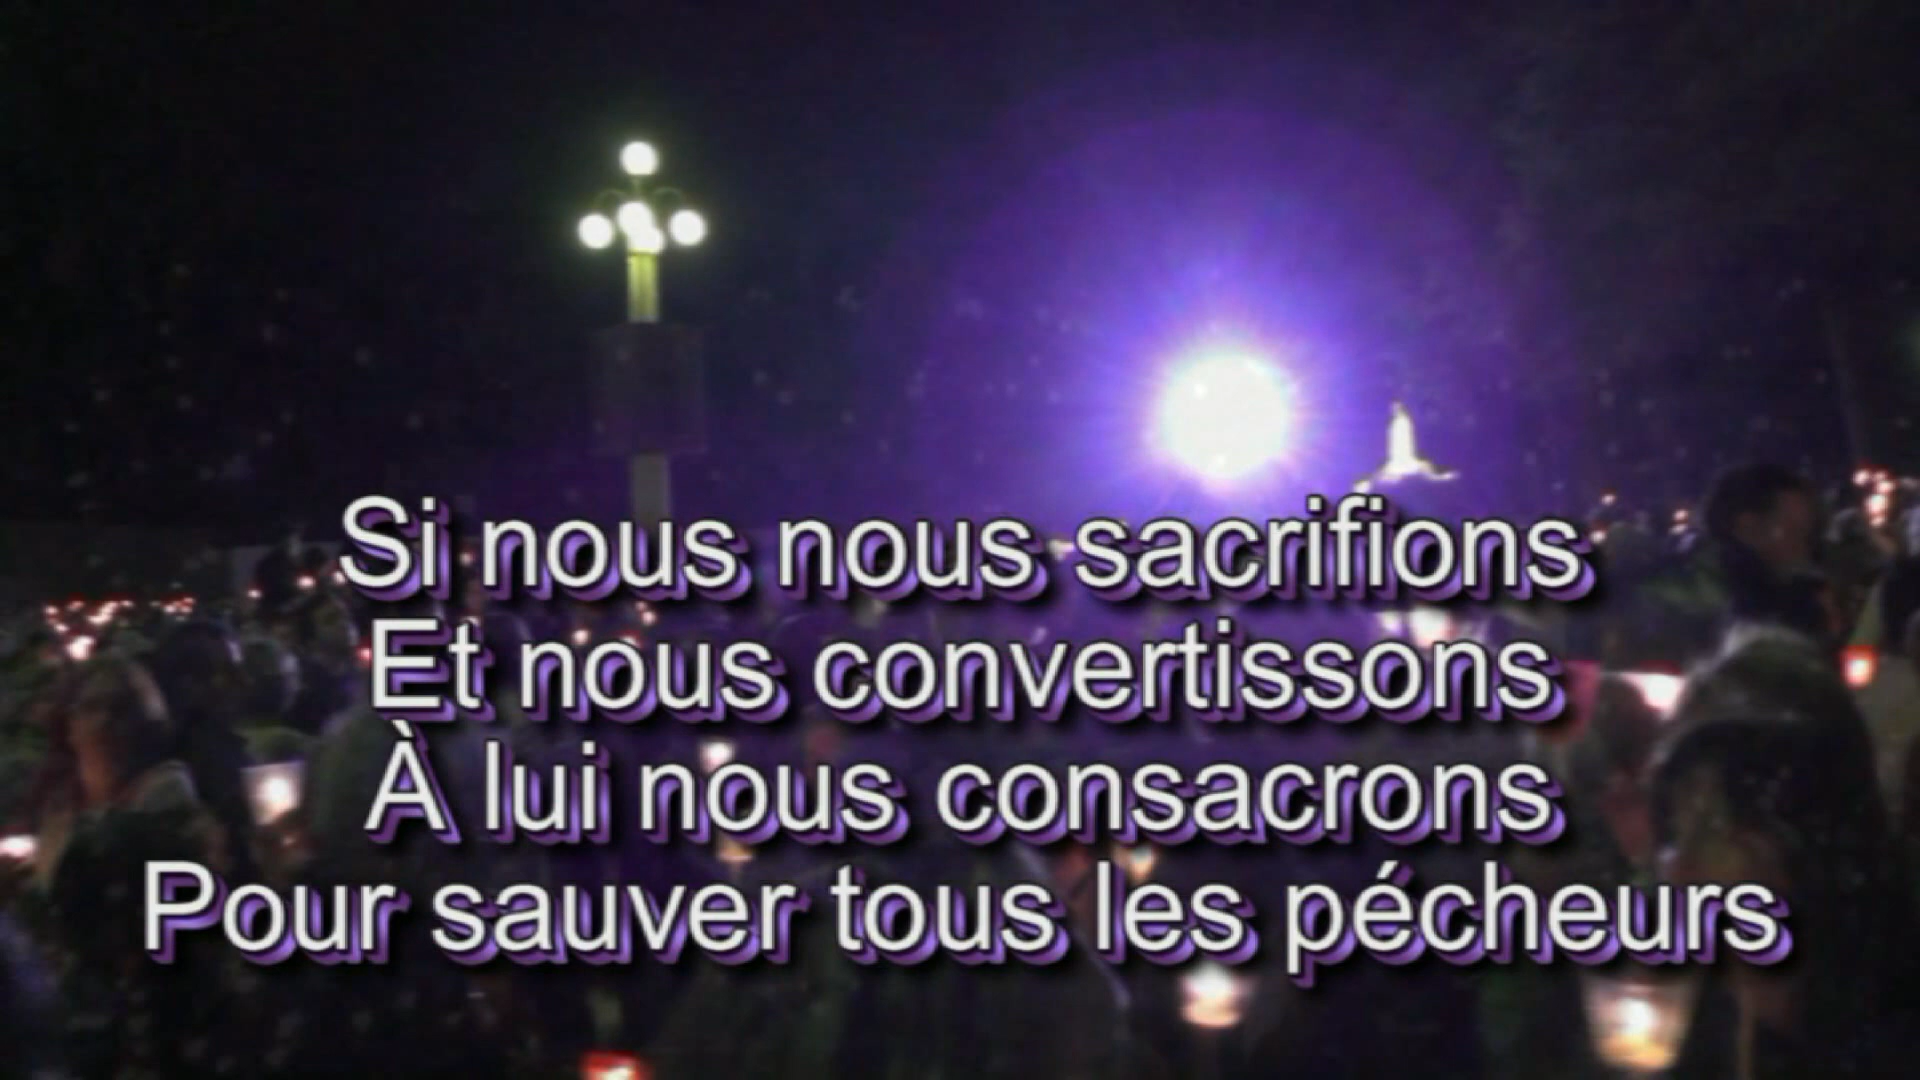 Si nous nous sacrifions
Et nous convertissons
À lui nous consacrons
Pour sauver tous les pécheurs